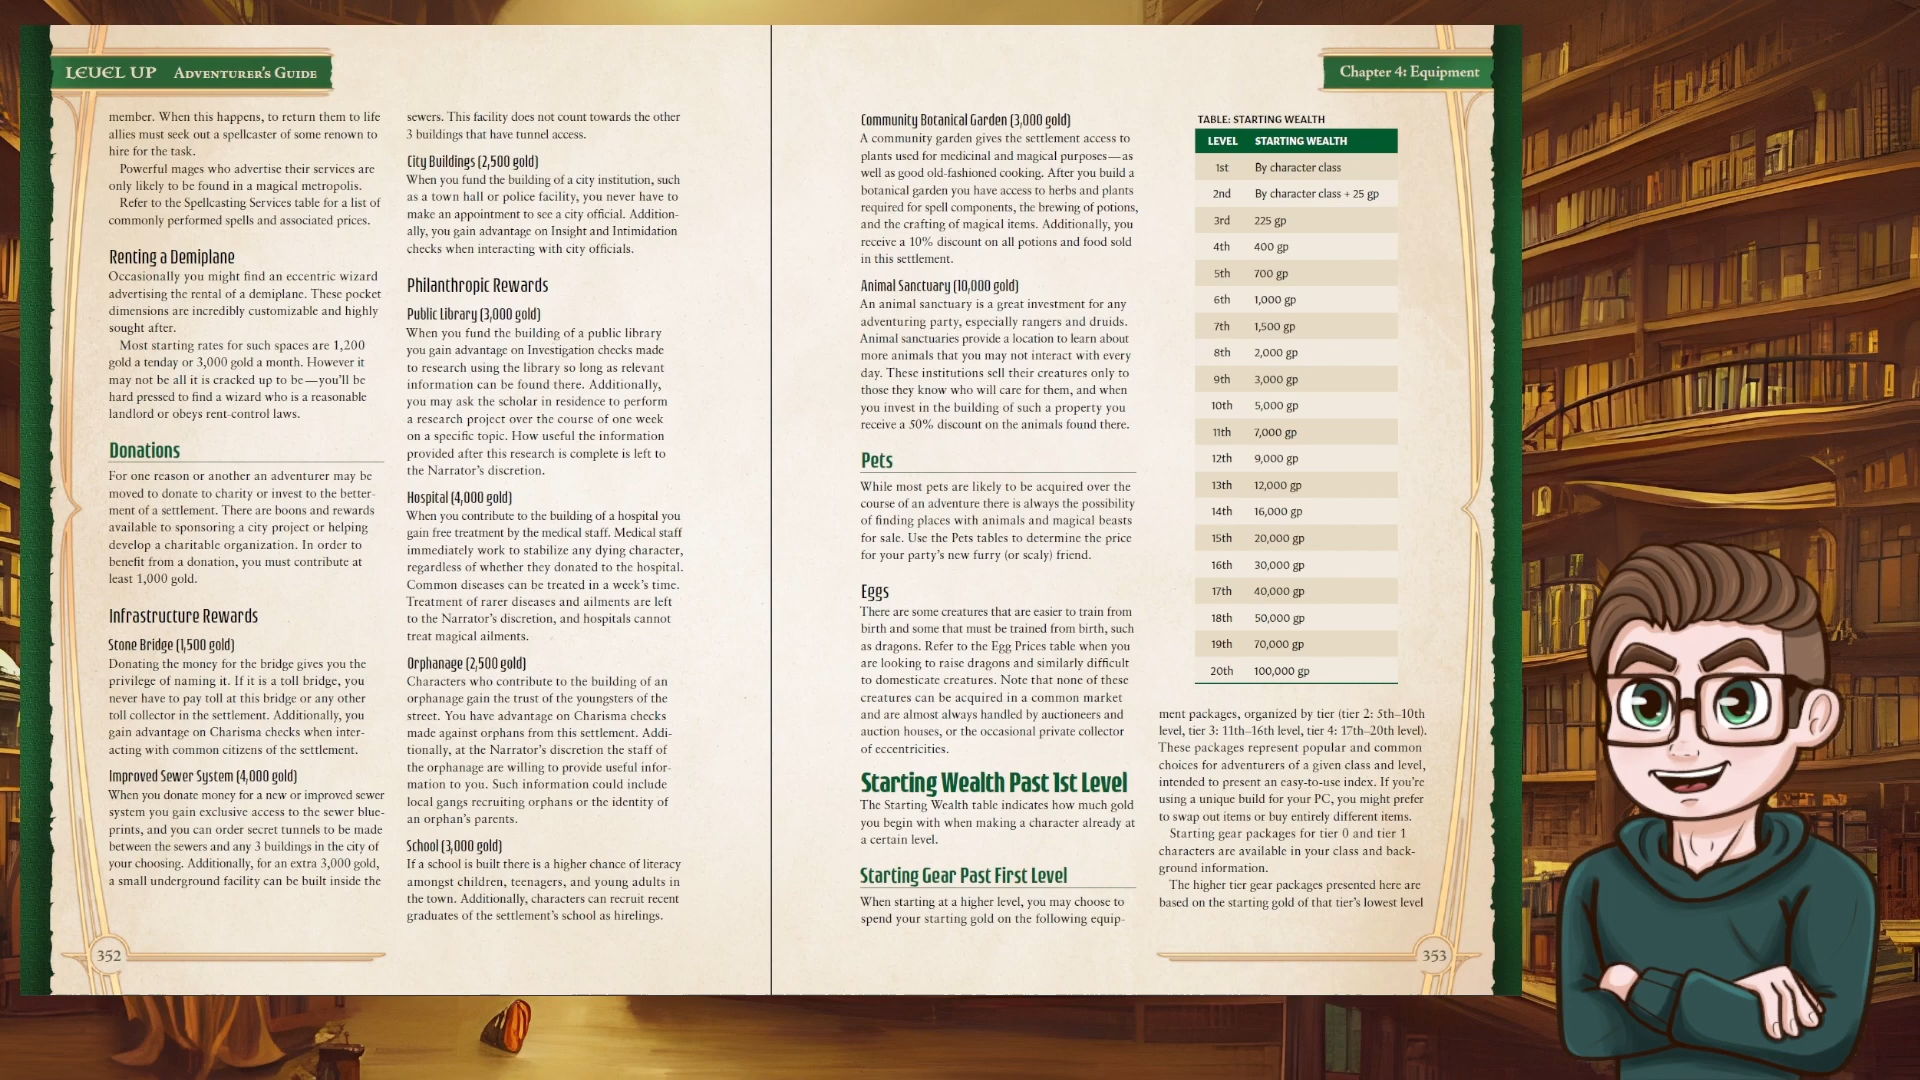 LEVEL UP Adventurer's Guide
member. When this happens, to return them to life
allies must seek out a spellcaster of some renown to
hire for the task.
Powerful mages who advertise their services are
only likely to be found in a magical metropolis.
Refer to the Spellcasting Services table for a list of
commonly performed spells and associated prices.
Renting a Demiplane
Occasionally you might find an eccentric wizard
advertising the rental of a demiplane. These pocket
dimensions are incredibly customizable and highly
sought after.
Most starting rates for such spaces are 1,200
gold a tenday or 3,000 gold a month. However it
may not be all it is cracked up to be—you'll be
hard pressed to find a wizard who is a reasonable
landlord or obeys rent-control laws.
Donations
For one reason or another an adventurer may be
moved to donate to charity or invest to the better-
ment of a settlement. There are boons and rewards
available to sponsoring a city project or helping
develop a charitable organization. In order to
benefit from a donation, you must contribute at
least 1,000 gold.
Infrastructure Rewards
Stone Bridge (1,500 gold)
Donating the money for the bridge gives you the
privilege of naming it. If it is a toll bridge, you
never have to pay toll at this bridge or any other
toll collector in the settlement. Additionally, you
gain advantage on Charisma checks when inter-
acting with common citizens of the settlement.
Improved Sewer System (4,000 gold)
When you donate money for a new or improved sewer
system you gain exclusive access to the sewer blue-
prints, and you can order secret tunnels to be made
between the sewers and any 3 buildings in the city of
your choosing. Additionally, for an extra 3,000 gold,
a small underground facility can be built inside the
sewers. This facility does not count towards the other
3 buildings that have tunnel access.
City Buildings (2,500 gold)
When you fund the building of a city institution, such
as a town hall or police facility, you never have to
make an appointment to see a city official. Addition-
ally, you gain advantage on Insight and Intimidation
checks when interacting with city officials.
Philanthropic Rewards
Public Library (3,000 gold)
When you fund the building of a public library
you gain advantage on Investigation checks made
to research using the library so long as relevant
information can be found there. Additionally,
you may ask the scholar in residence to perform
a research project over the course of one week
on a specific topic. How useful the information
provided after this research is complete is left to
the Narrator's discretion.
Hospital (4,000 gold)
When you contribute to the building of a hospital you
gain free treatment by the medical staff. Medical staff
immediately work to stabilize any dying character,
regardless of whether they donated to the hospital.
Common diseases can be treated in a week's time.
Treatment of rarer diseases and ailments are left
to the Narrator's discretion, and hospitals cannot
treat magical ailments.
Orphanage (2,500 gold)
Characters who contribute to the building of an
orphanage gain the trust of the youngsters of the
street. You have advantage on Charisma checks
made against orphans from this settlement. Addi-
tionally, at the Narrator's discretion the staff of
the orphanage are willing to provide useful infor-
mation to you. Such information could include
local gangs recruiting orphans or the identity of
an orphan's parents.
School (3,000 gold)
If a school is built there is a higher chance of literacy
amongst children, teenagers, and young adults in
the town. Additionally, characters can recruit recent
graduates of the settlement's school as hirelings.
352
Chapter 4: Equipment
Community Botanical Garden (3,000 gold)
A community garden gives the settlement access to
plants used for medicinal and magical purposes—as
well as good old-fashioned cooking. After you build a
botanical garden you have access to herbs and plants
required for spell components, the brewing of potions,
and the crafting of magical items. Additionally, you
receive a 10% discount on all potions and food sold
in this settlement.
Animal Sanctuary (10,000 gold)
An animal sanctuary is a great investment for any
adventuring party, especially rangers and druids.
Animal sanctuaries provide a location to learn about
more animals that you may not interact with every
day. These institutions sell their creatures only to
those they know who will care for them, and when
you invest in the building of such a property you
receive a 50% discount on the animals found there.
Pets
While most pets are likely to be acquired over the
course of an adventure there is always the possibility
of finding places with animals and magical beasts
for sale. Use the Pets tables to determine the price
for your party's new furry (or scaly) friend.
Eggs
There are some creatures that are easier to train from
birth and some that must be trained from birth, such
as dragons. Refer to the Egg Prices table when you
are looking to raise dragons and similarly difficult
to domesticate creatures. Note that none of these
creatures can be acquired in a common market
and are almost always handled by auctioneers and
auction houses, or the occasional private collector
of eccentricities.
Starting Wealth Past 1st Level
The Starting Wealth table indicates how much gold
you begin with when making a character already at
a certain level.
Starting Gear Past First Level
When starting at a higher level, you may choose to
spend your starting gold on the following equip-
TABLE: STARTING WEALTH
LEVEL STARTING WEALTH
1st By character class
2nd By character class + 25 gp
3rd 225 gp
4th 400 gp
5th 700 gp
6th 1,000 gp
7th 1,500 gp
8th 2,000 gp
9th 3,000 gp
10th 5,000 gp
11th 7,000 gp
12th 9,000 gp
13th 12,000 gp
14th 16,000 gp
15th 20,000 gp
16th 30,000 gp
17th 40,000 gp
18th 50,000 gp
19th 70,000 gp
20th 100,000 gp
ment packages, organized by tier (tier 2: 5th–10th
level, tier 3: 11th–16th level, tier 4: 17th–20th level).
These packages represent popular and common
choices for adventurers of a given class and level,
intended to present an easy-to-use index. If you're
using a unique build for your PC, you might prefer
to swap out items or buy entirely different items.
Starting gear packages for tier 0 and tier 1
characters are available in your class and back-
ground information.
The higher tier gear packages presented here are
based on the starting gold of that tier's lowest level
353